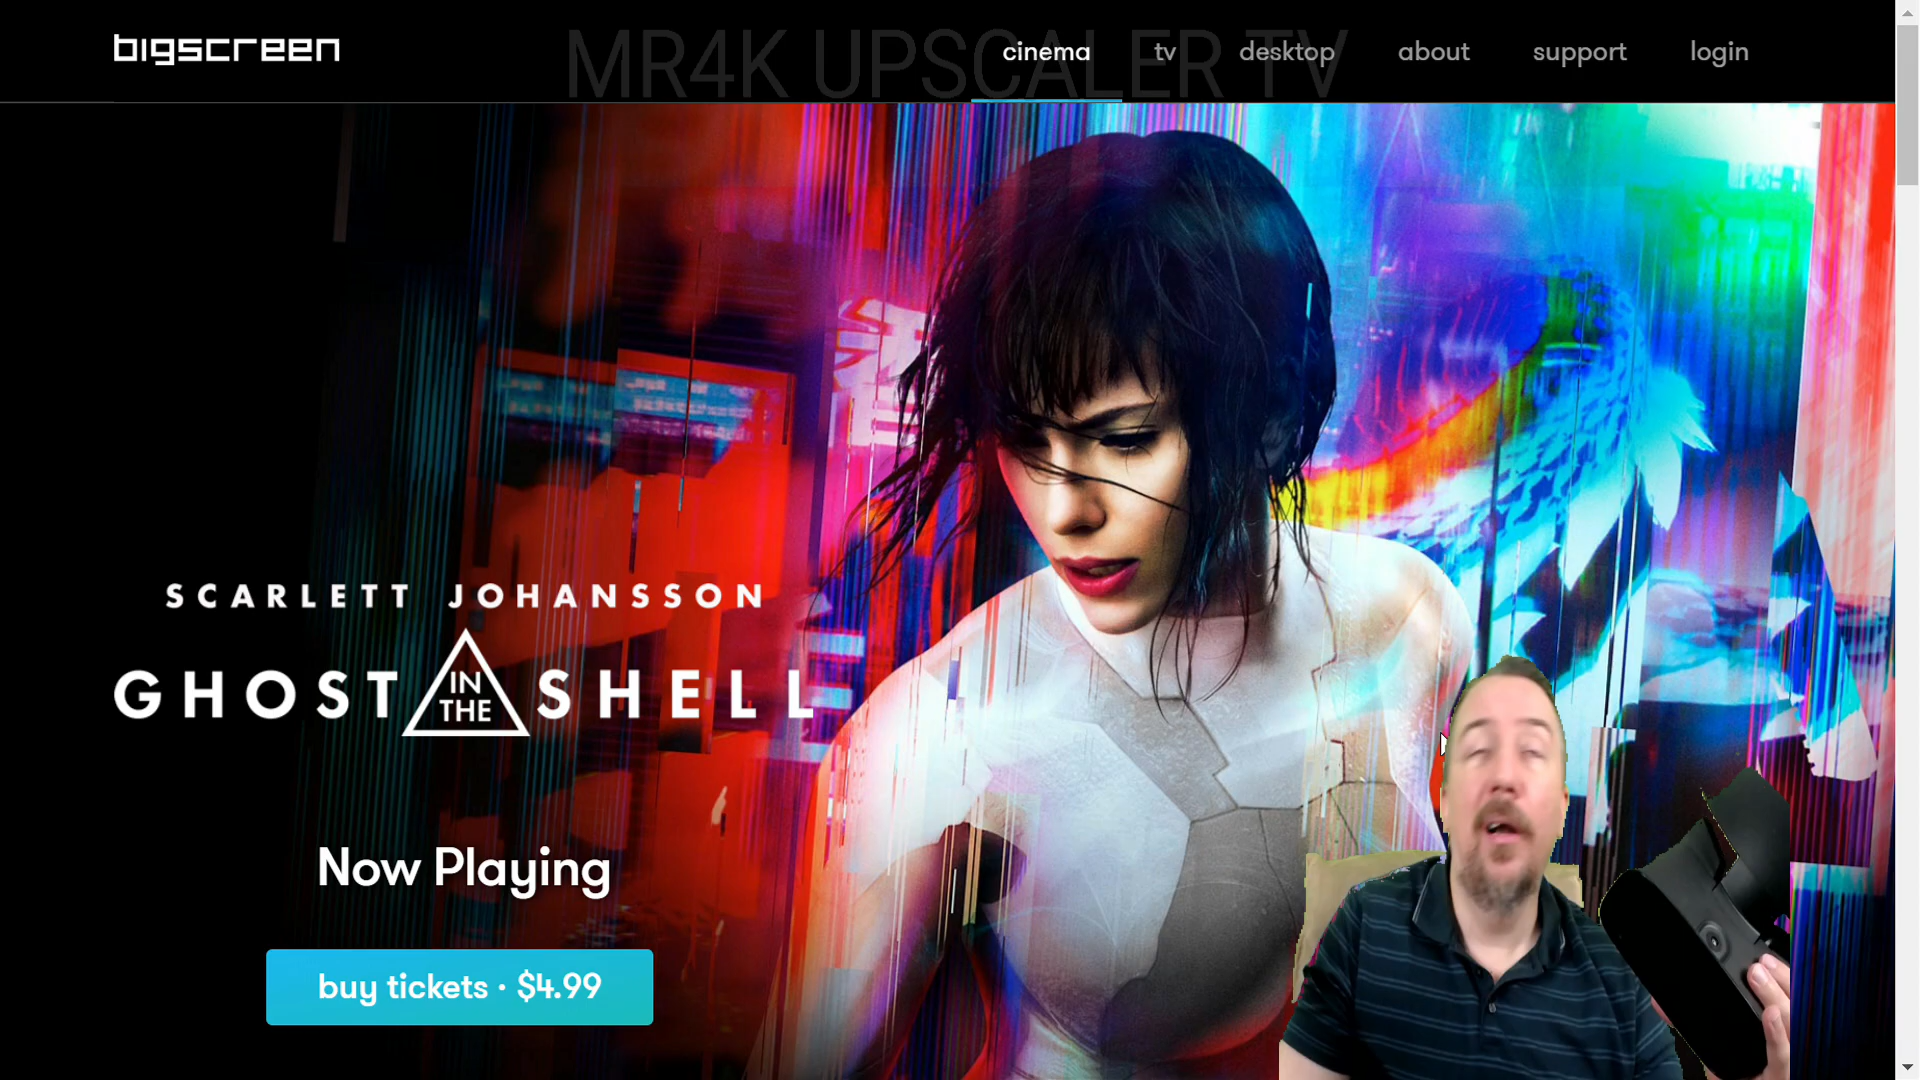 bigscreen
MR4K UPSCALER TV
cinema tv desktop about support login
SCARLETT JOHANSSON
GHOST IN THE SHELL
Now Playing
buy tickets · $4.99